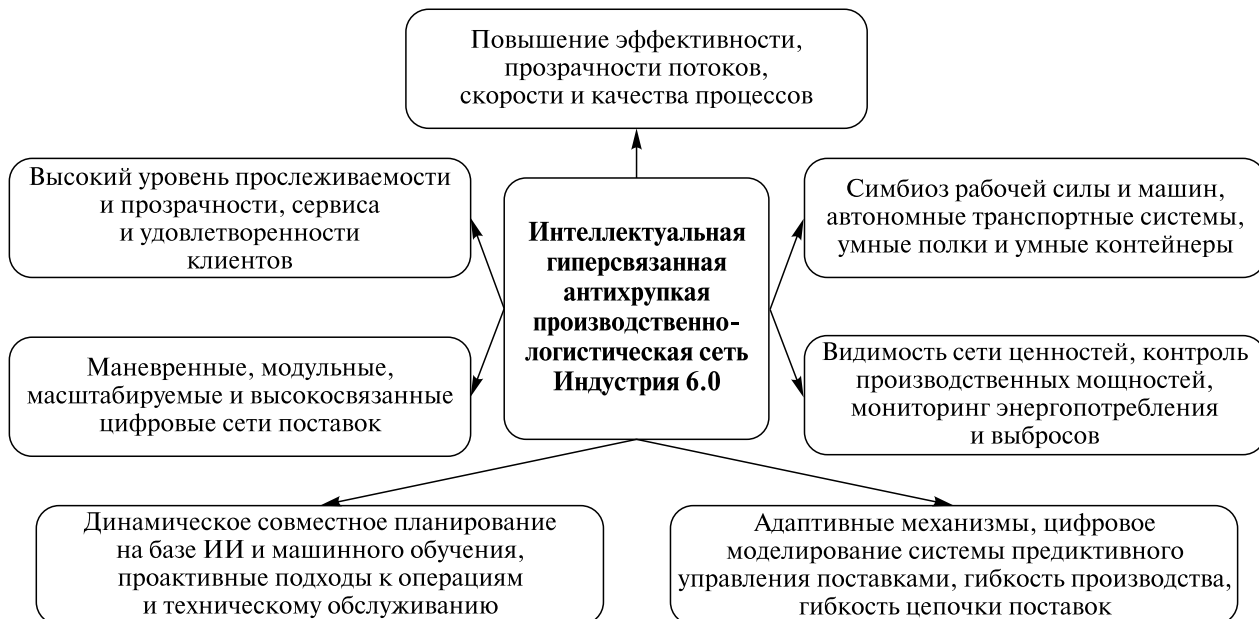 Повышение эффективности,
прозрачности потоков,
скорости и качества процессов
Высокий уровень прослеживаемости
и прозрачности, сервиса
и удовлетворенности
клиентов
Интеллектуальная
гиперсвязанная
антихрупкая
производственно-
логистическая сеть
Индустрия 6.0
Симбиоз рабочей силы и машин,
автономные транспортные системы,
умные полки и умные контейнеры
Маневренные, модульные,
масштабируемые и высокосвязанные
цифровые сети поставок
Видимость сети ценностей, контроль
производственных мощностей,
мониторинг энергопотребления
и выбросов
Динамическое совместное планирование
на базе ИИ и машинного обучения,
проактивные подходы к операциям
и техническому обслуживанию
Адаптивные механизмы, цифровое
моделирование системы предиктивного
управления поставками, гибкость производства,
гибкость цепочки поставок